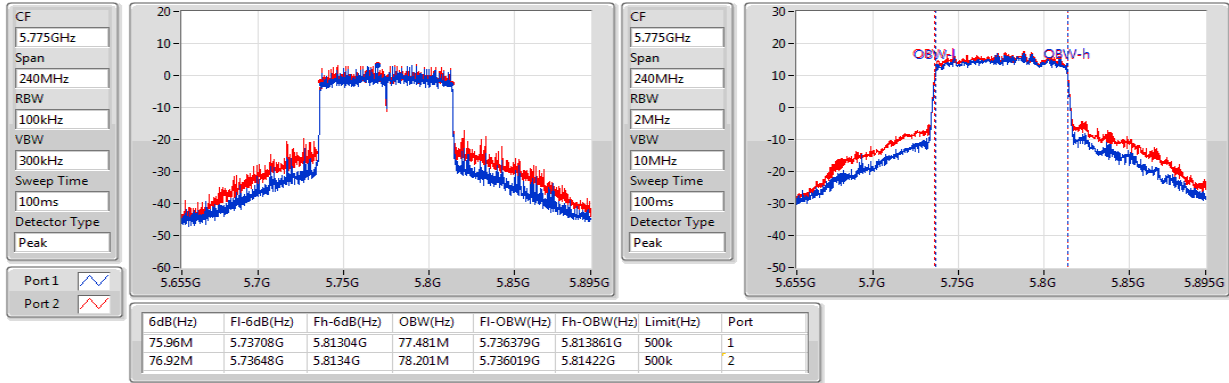 CF
5.775GHz
Span
240MHz
RBW
100kHz
VBW
300kHz
Sweep Time
100ms
Detector Type
Peak
Port 1
Port 2
20
10
0
-10
-20
-30
-40
-50
-60
5.655G 5.7G 5.75G 5.8G 5.85G 5.895G
CF
5.775GHz
Span
240MHz
RBW
2MHz
VBW
10MHz
Sweep Time
100ms
Detector Type
Peak
30
20
10
0
-10
-20
-30
-40
-50
OBW-l OBW-h
5.655G 5.7G 5.75G 5.8G 5.85G 5.895G
6dB(Hz) Fl-6dB(Hz) Fh-6dB(Hz) OBW(Hz) Fl-OBW(Hz) Fh-OBW(Hz) Limit(Hz) Port
75.96M 5.73708G 5.81304G 77.481M 5.736379G 5.813861G 500k 1
76.92M 5.73648G 5.8134G 78.201M 5.736019G 5.81422G 500k 2